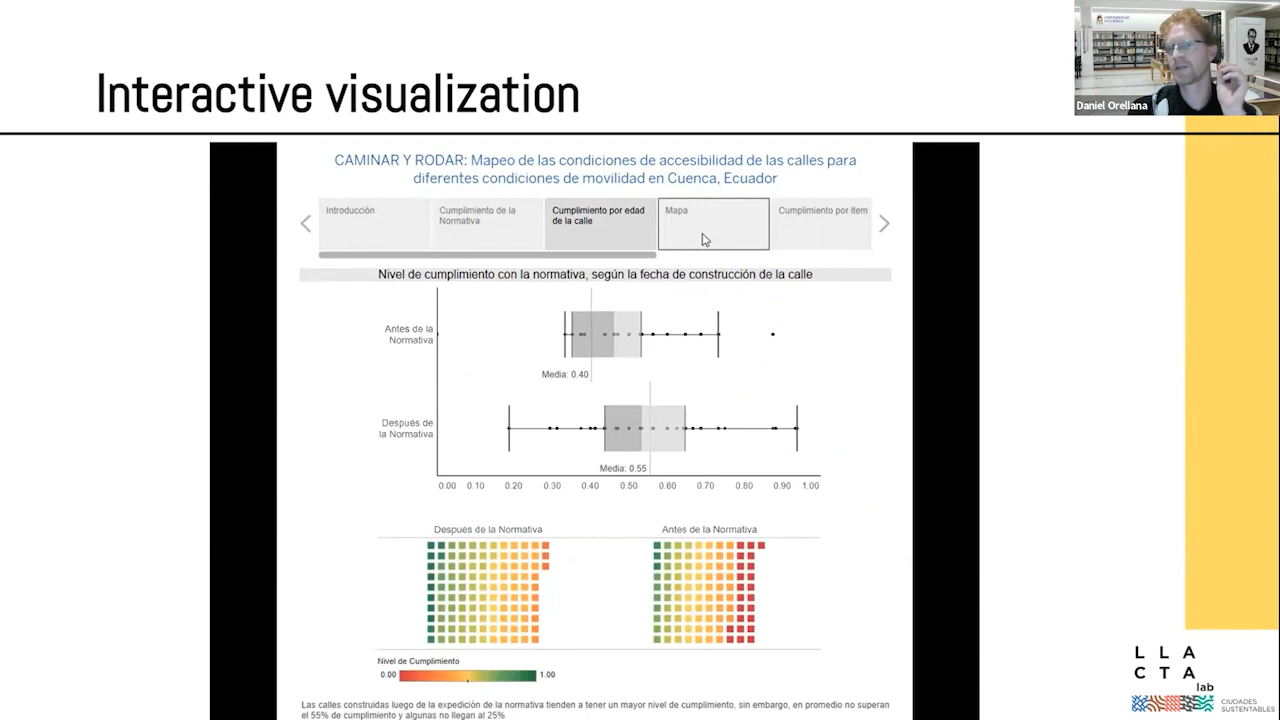 Interactive visualization
UNIVERSIDAD
DE CUENCA
Daniel Orellana
CAMINAR Y RODAR: Mapeo de las condiciones de accesibilidad de las calles para
diferentes condiciones de movilidad en Cuenca, Ecuador
Introducción
Cumplimiento de la
Normativa
Cumplimiento por edad
de la calle
Mapa
Cumplimiento por item
Nivel de cumplimiento con la normativa, según la fecha de construcción de la calle
Antes de la
Normativa
Media: 0.40
Después de
la Normativa
Media: 0.55
0.00 0.10 0.20 0.30 0.40 0.50 0.60 0.70 0.80 0.90 1.00
Después de la Normativa
Antes de la Normativa
Nivel de Cumplimiento
0.00 1.00
Las calles construidas luego de la expedición de la normativa tienden a tener un mayor nivel de cumplimiento, sin embargo, en promedio no superan
el 55% de cumplimiento y algunas no llegan al 25%
LLA
CTA
lab
CIUDADES
SUSTENTABLES